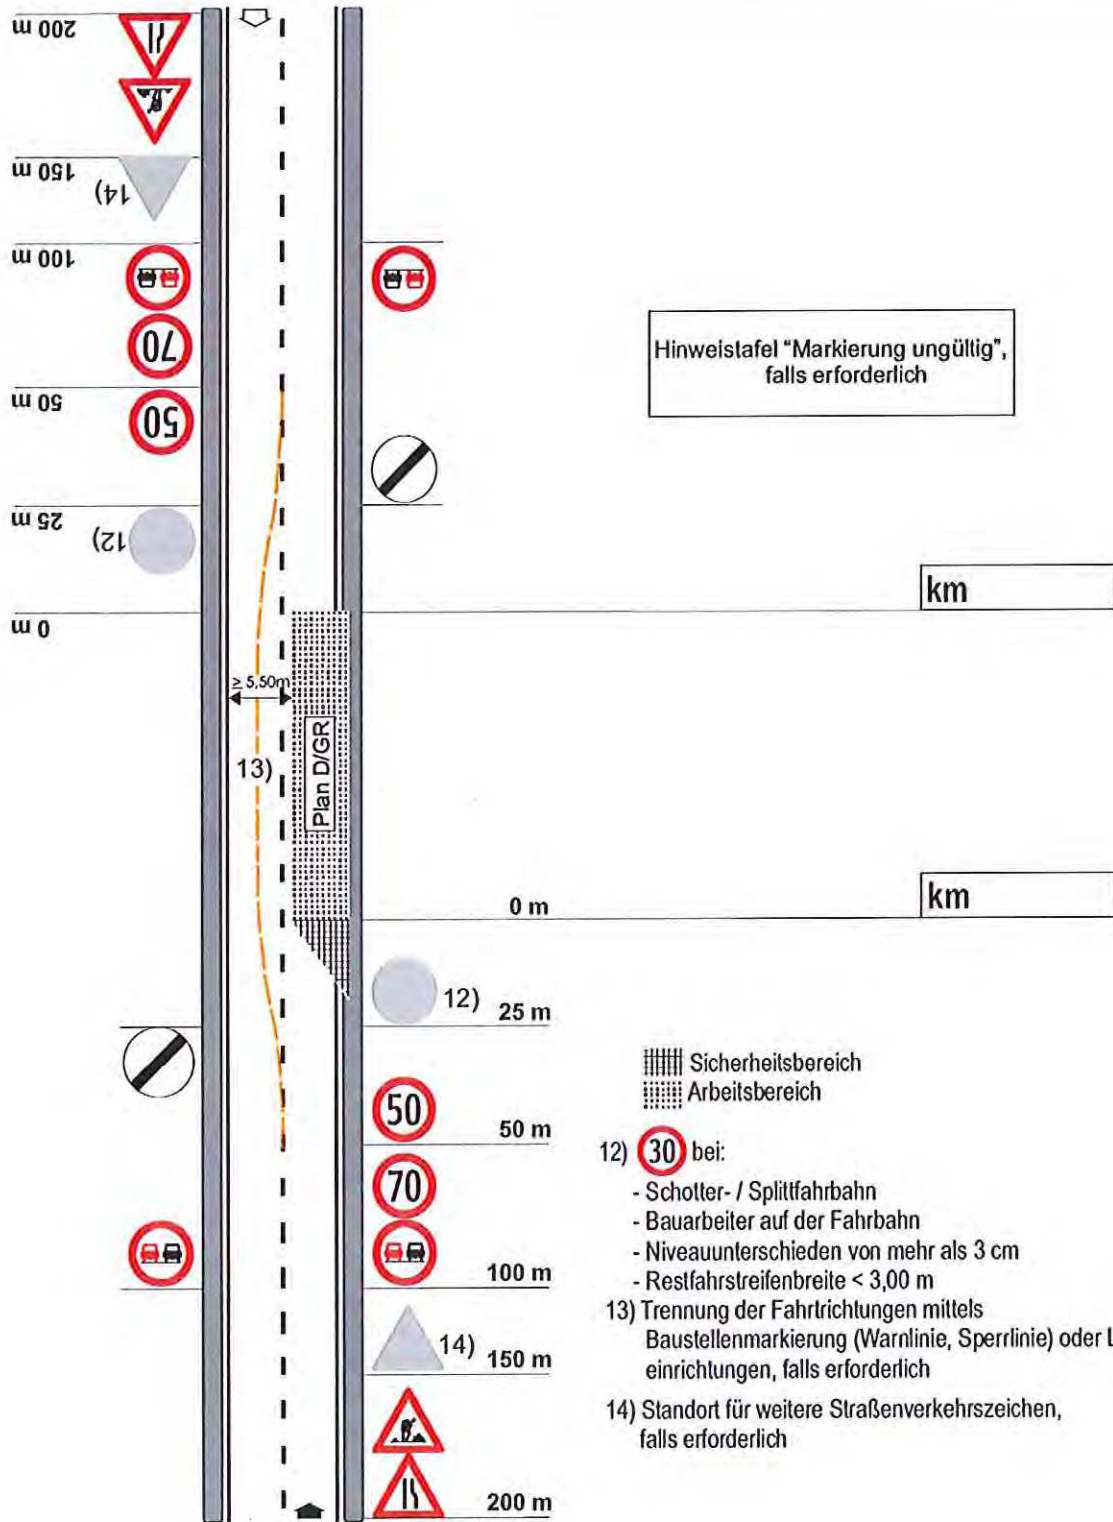 200 m
150 m
14)
100 m
70
50 m
50
25 m
12)
0 m
Hinweistafel "Markierung ungültig",
falls erforderlich
km
≥ 5,50m
13)
Plan D/GR
0 m
km
12)
25 m
50
50 m
70
100 m
14)
150 m
200 m
Sicherheitsbereich
Arbeitsbereich
12) 30 bei:
- Schotter- / Splittfahrbahn
- Bauarbeiter auf der Fahrbahn
- Niveauunterschieden von mehr als 3 cm
- Restfahrstreifenbreite < 3,00 m
13) Trennung der Fahrtrichtungen mittels
Baustellenmarkierung (Warnlinie, Sperrlinie) oder L
einrichtungen, falls erforderlich
14) Standort für weitere Straßenverkehrszeichen,
falls erforderlich